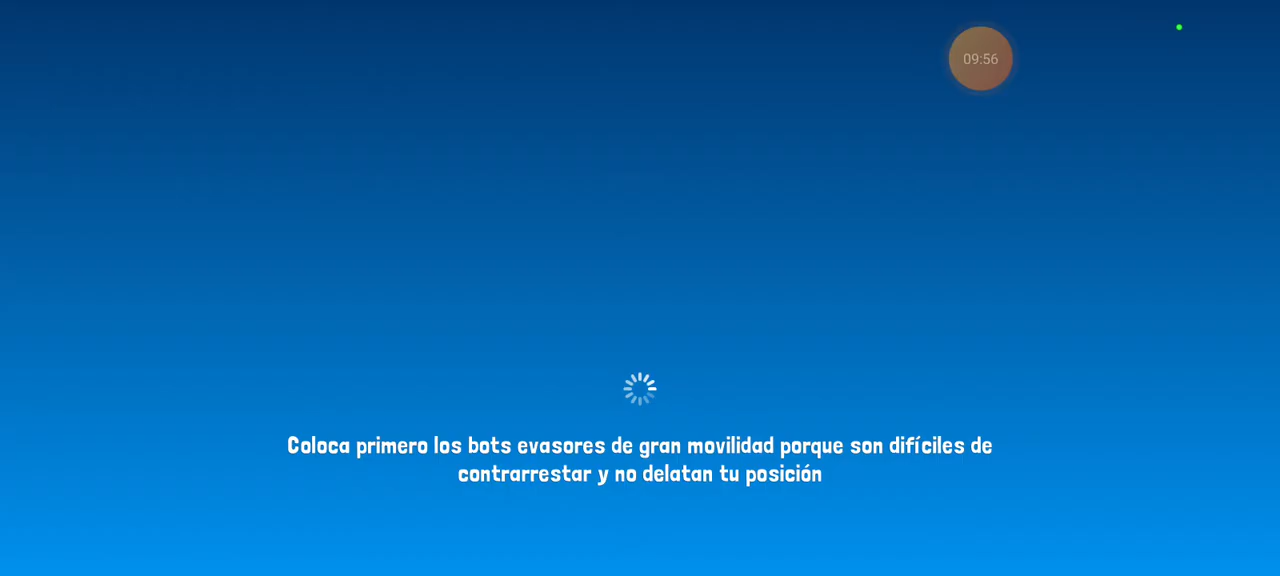 09:56
Coloca primero los bots evasores de gran movilidad porque son difíciles de
contrarrestar y no delatan tu posición